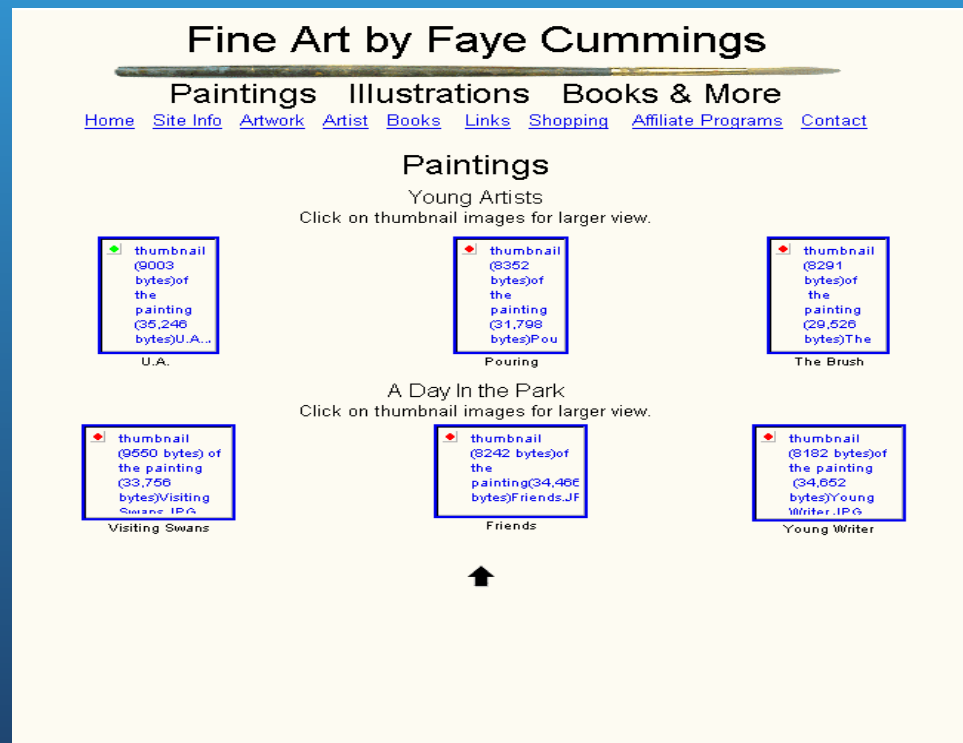 Fine Art by Faye Cummings
Paintings Illustrations Books & More
Home Site Info Artwork Artist Books Links Shopping Affiliate Programs Contact
Paintings
Young Artists
Click on thumbnail images for larger view.
thumbnail
(9003
bytes)of
the
painting
(35,246
bytes)U.A...
U.A.
thumbnail
(8352
bytes)of
the
painting
(31,798
bytes)Pou
Pouring
thumbnail
(8291
bytes)of
the
painting
(29,526
bytes)The
The Brush
A Day In the Park
Click on thumbnail images for larger view.
thumbnail
(9550 bytes) of
the painting
(33,756
bytes)Visiting
Swans.JPG
Visiting Swans
thumbnail
(8242 bytes)of
the
painting(34,466
bytes)Friends.JP
Friends
thumbnail
(8182 bytes)of
the painting
(34,652
bytes)Young
Writer.JPG
Young Writer